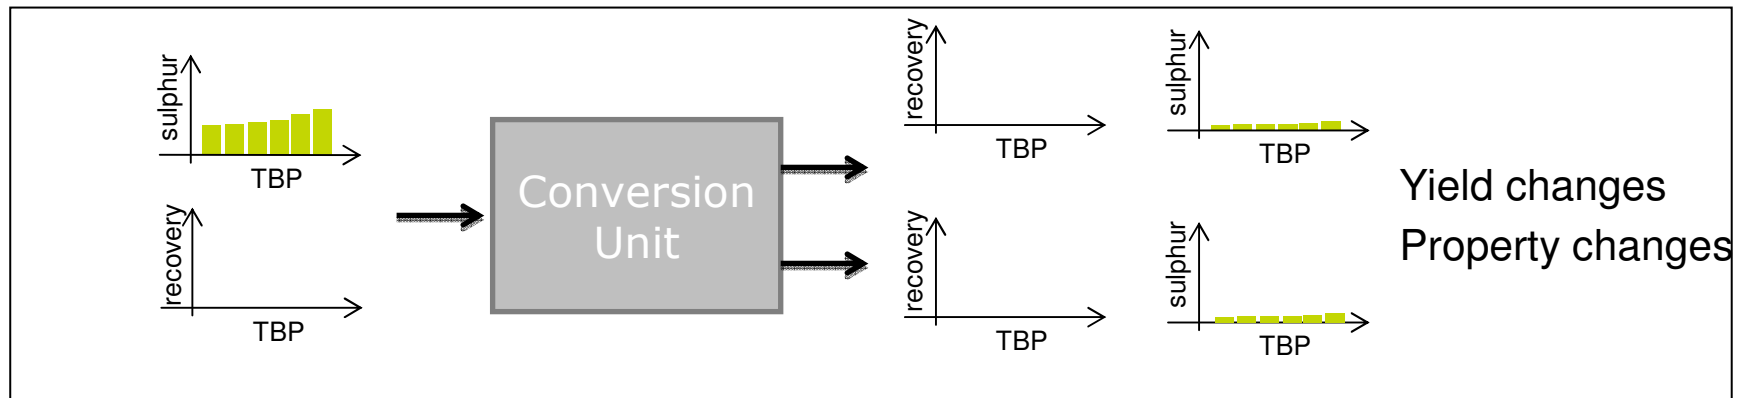 sulphur
TBP
recovery
TBP
Conversion
Unit
recovery
TBP
sulphur
TBP
recovery
TBP
sulphur
TBP
Yield changes
Property changes